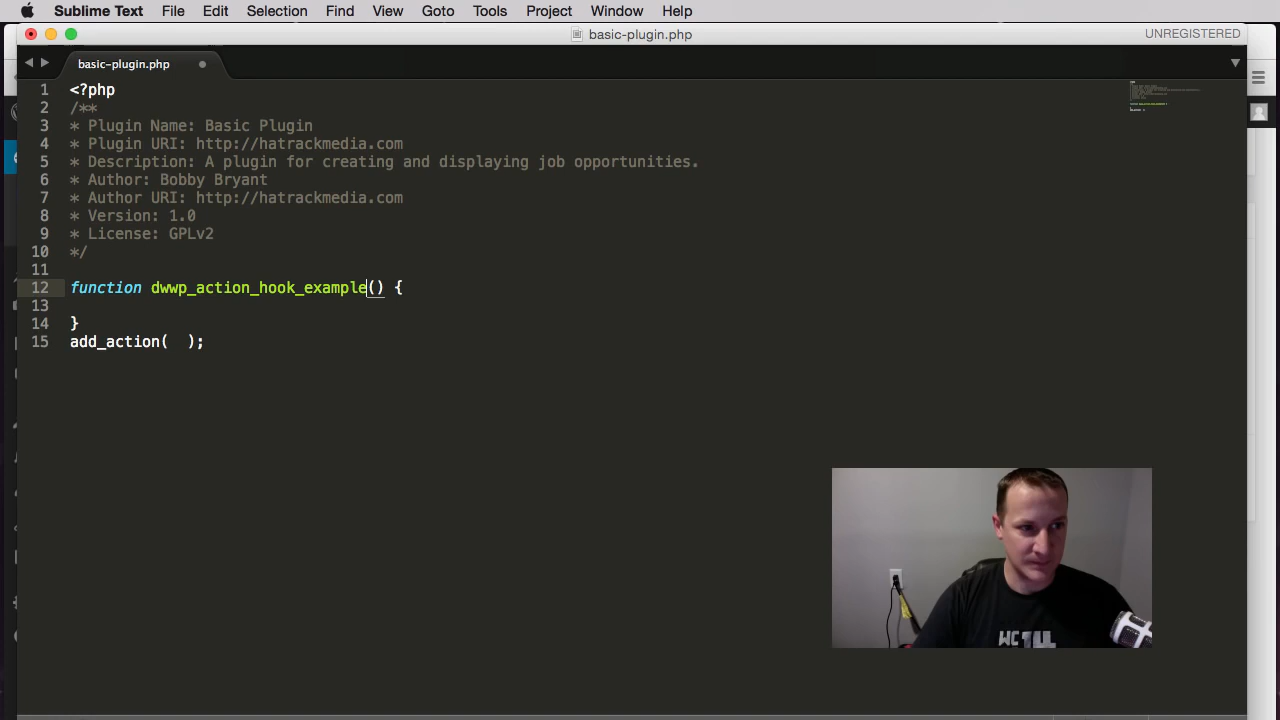 Sublime Text File Edit Selection Find View Goto Tools Project Window Help
basic-plugin.php UNREGISTERED
basic-plugin.php
1 <?php
2 /**
3 * Plugin Name: Basic Plugin
4 * Plugin URI: http://hatrackmedia.com
5 * Description: A plugin for creating and displaying job opportunities.
6 * Author: Bobby Bryant
7 * Author URI: http://hatrackmedia.com
8 * Version: 1.0
9 * License: GPLv2
10 */
11
12 function dwwp_action_hook_example() {
13
14 }
15 add_action(  );